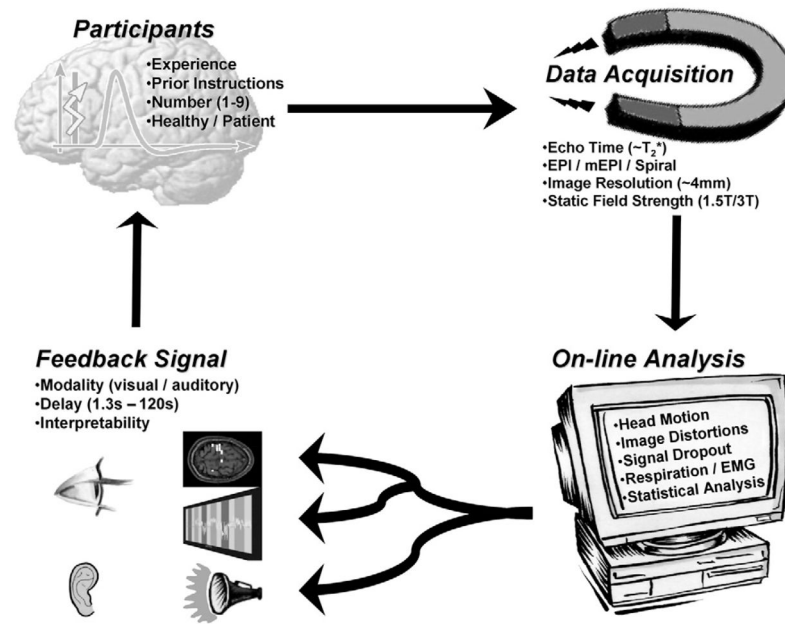 Participants
•Experience
•Prior Instructions
•Number (1-9)
•Healthy / Patient
Data Acquisition
•Echo Time (~T₂*)
•EPI / mEPI / Spiral
•Image Resolution (~4mm)
•Static Field Strength (1.5T/3T)
Feedback Signal
•Modality (visual / auditory)
•Delay (1.3s – 120s)
•Interpretability
On-line Analysis
•Head Motion
•Image Distortions
•Signal Dropout
•Respiration / EMG
•Statistical Analysis